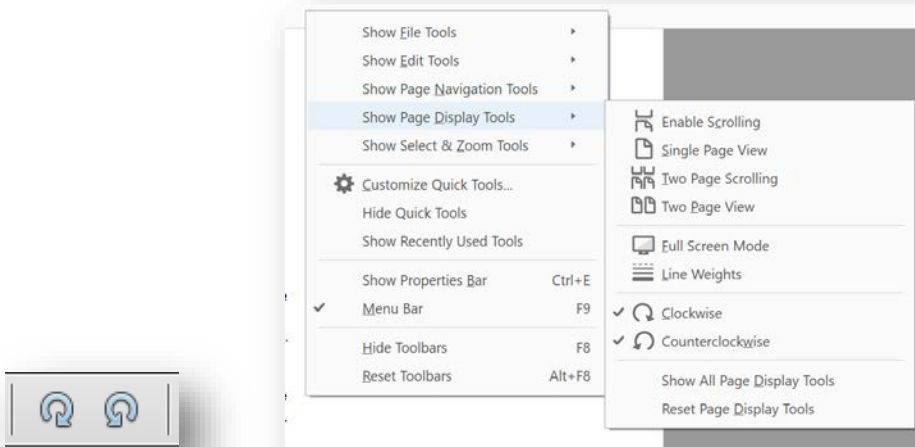 Show File Tools
Show Edit Tools
Show Page Navigation Tools
Show Page Display Tools
Show Select & Zoom Tools
Customize Quick Tools...
Hide Quick Tools
Show Recently Used Tools
Show Properties Bar Ctrl+E
Menu Bar F9
Hide Toolbars F8
Reset Toolbars Alt+F8
Enable Scrolling
Single Page View
Two Page Scrolling
Two Page View
Full Screen Mode
Line Weights
Clockwise
Counterclockwise
Show All Page Display Tools
Reset Page Display Tools